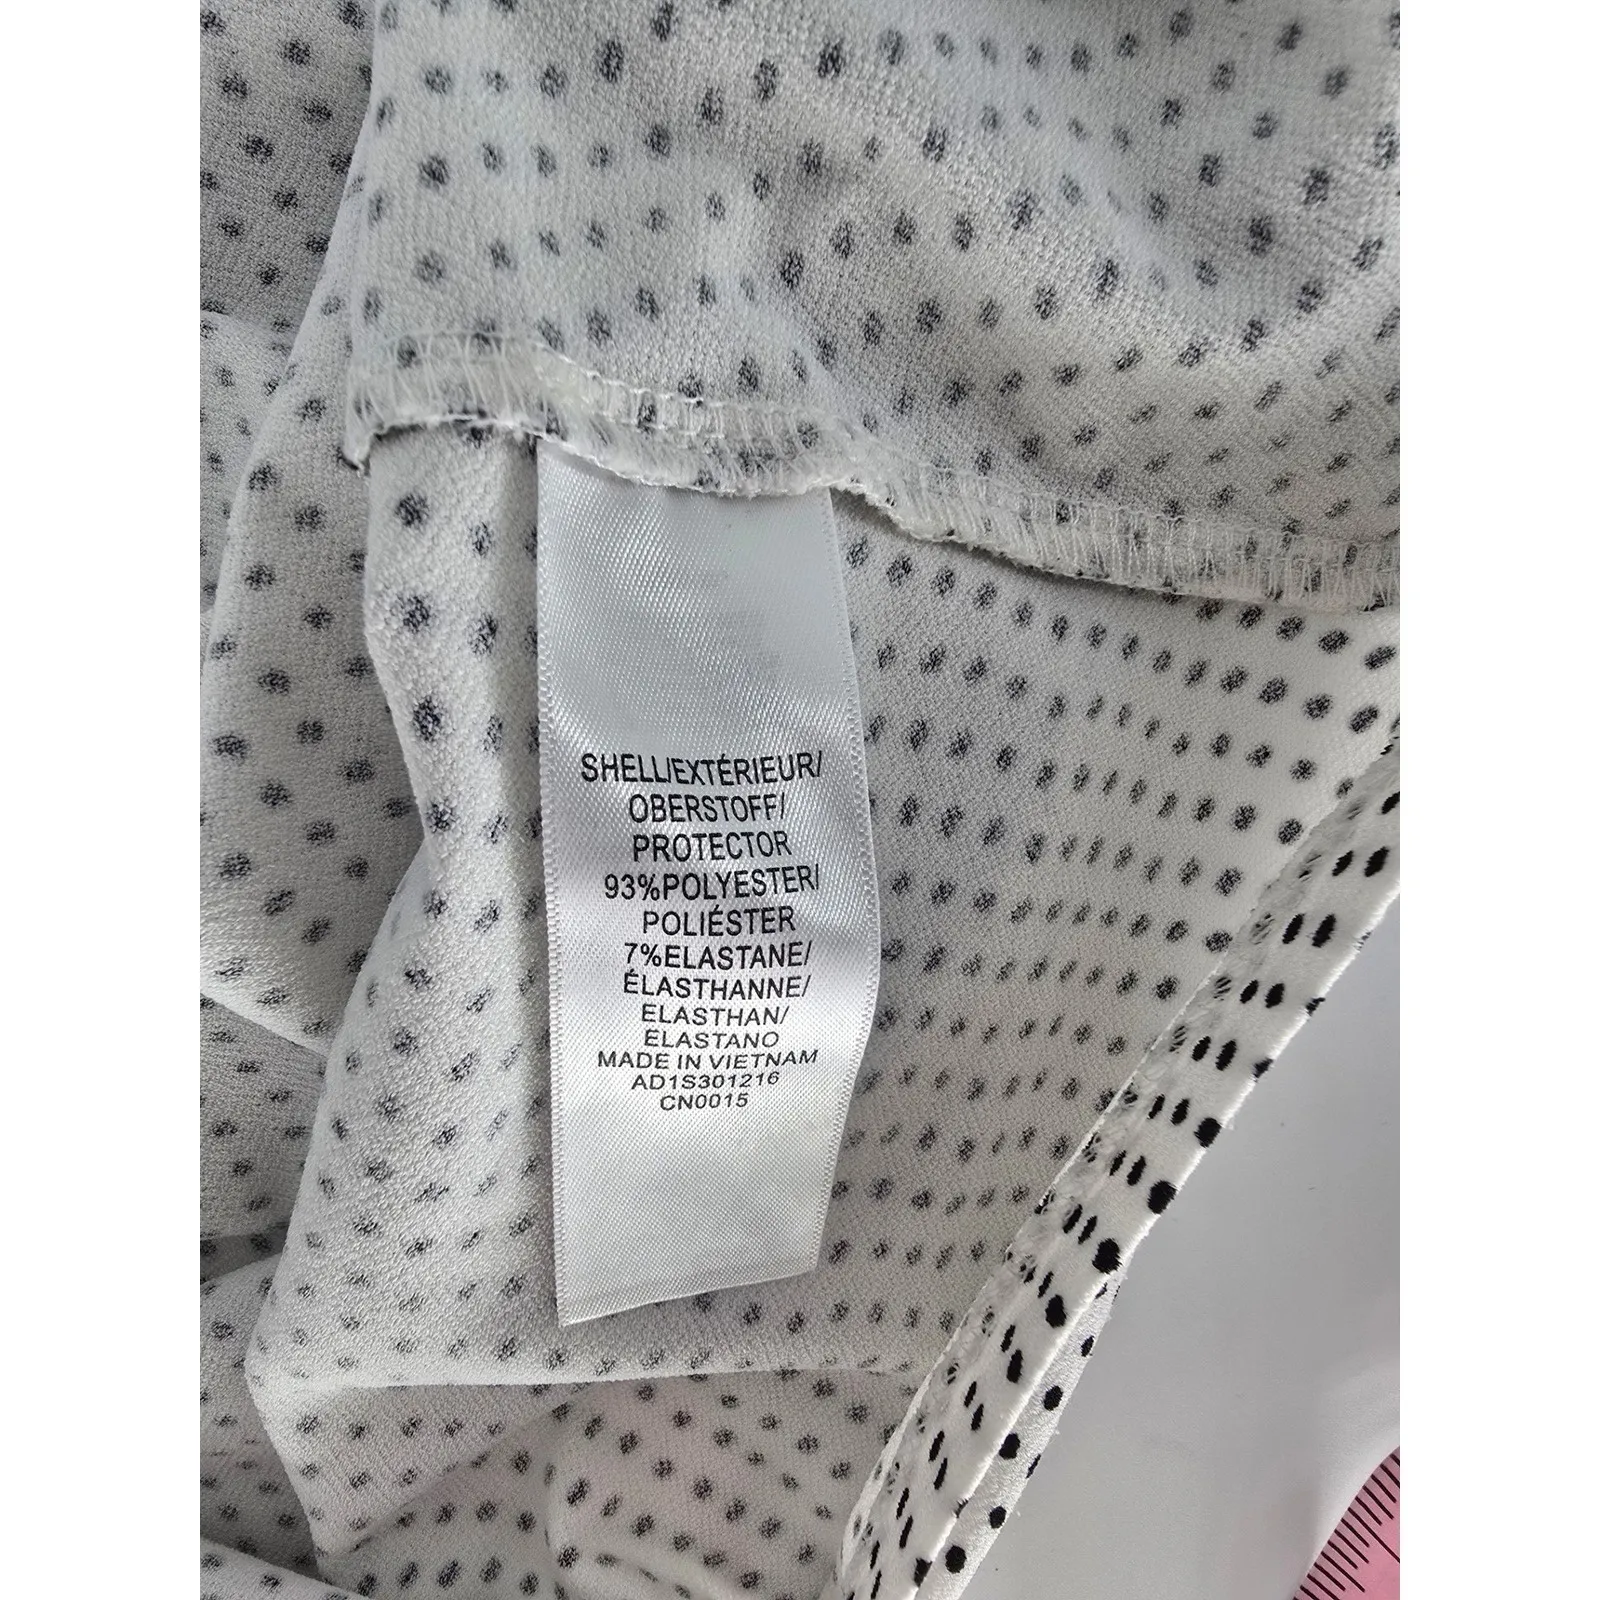 SHELL/EXTÉRIEUR/
OBERSTOFF/
PROTECTOR
93%POLYESTER/
POLIÉSTER
7%ELASTANE/
ÉLASTHANNE/
ELASTHAN/
ELASTANO
MADE IN VIETNAM
AD1S301216
CN0015